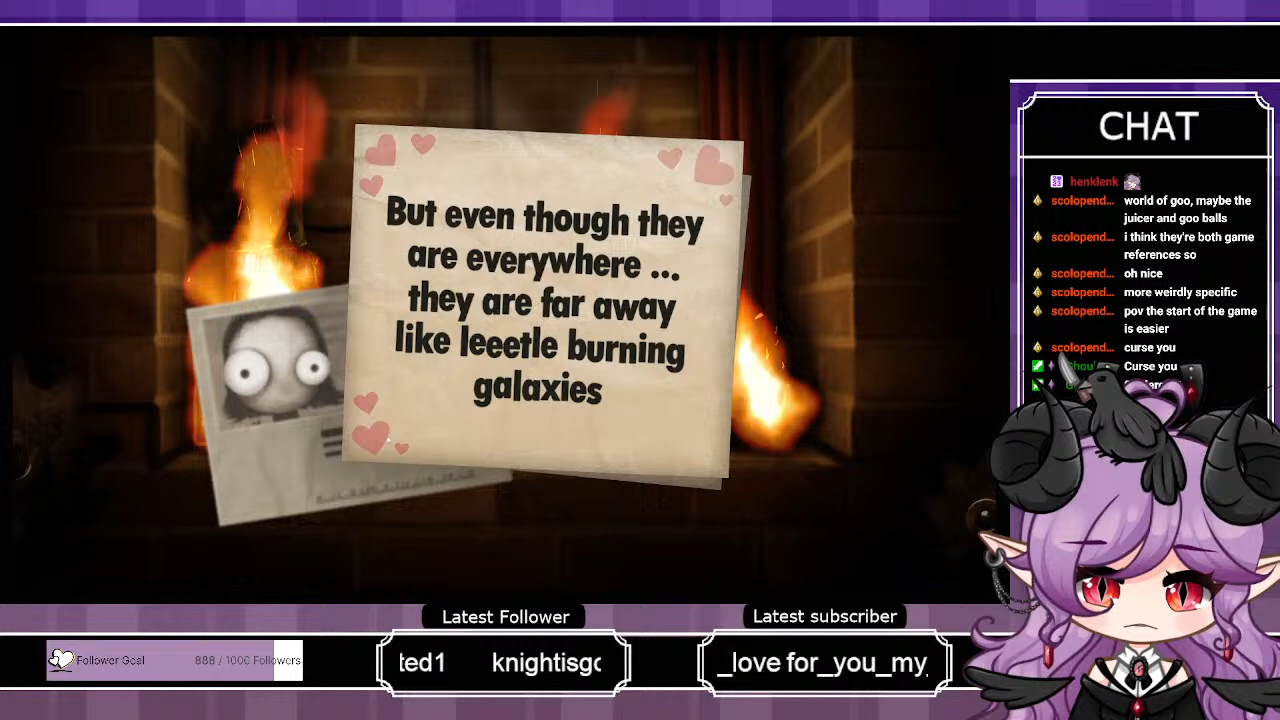 But even though they
are everywhere ...
they are far away
like leeetle burning
galaxies
CHAT
henklenk
scolopend... world of goo, maybe the
juicer and goo balls
scolopend... i think they're both game
references so
scolopend... oh nice
scolopend... more weirdly specific
scolopend... pov the start of the game
is easier
scolopend... curse you
Curse you
Latest Follower
Latest subscriber
Follower Goal 888 / 1000 Followers
ted1 knightisgo
_love for_you_my_